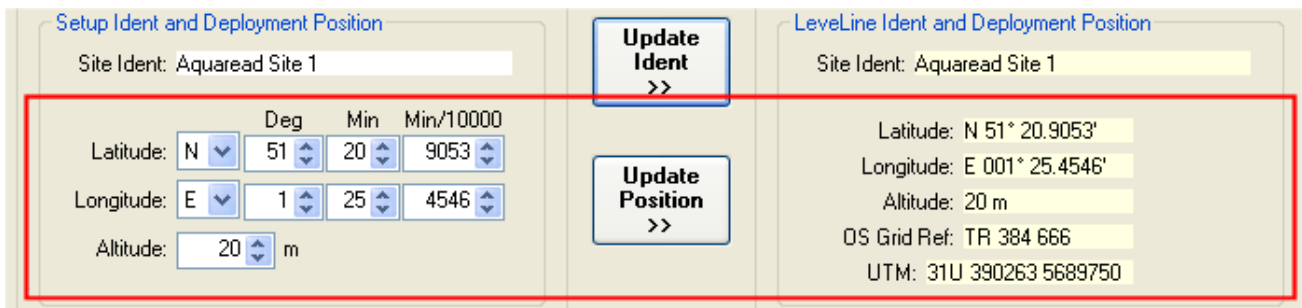 Setup Ident and Deployment Position
Site Ident: Aquaread Site 1
Deg Min Min/10000
Latitude: N 51 20 9053
Longitude: E 1 25 4546
Altitude: 20 m
Update
Ident
>>
Update
Position
>>
LeveLine Ident and Deployment Position
Site Ident: Aquaread Site 1
Latitude: N 51° 20.9053'
Longitude: E 001° 25.4546'
Altitude: 20 m
OS Grid Ref: TR 384 666
UTM: 31U 390263 5689750